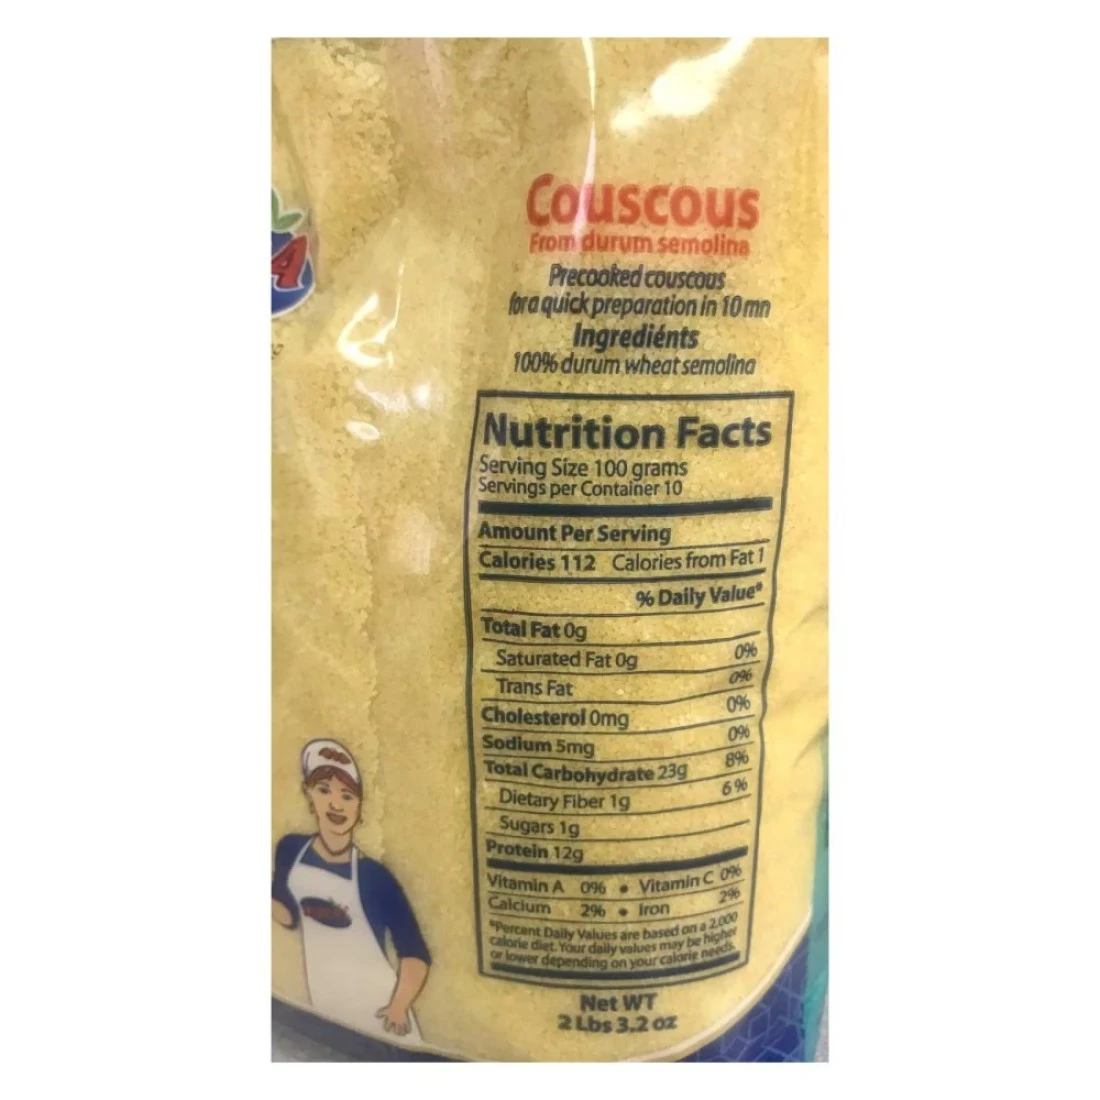 A
Couscous
From durum semolina
Precooked couscous
for a quick preparation in 10 mn
Ingrediénts
100% durum wheat semolina
Nutrition Facts
Serving Size 100 grams
Servings per Container 10
Amount Per Serving
Calories 112 Calories from Fat 1
% Daily Value*
Total Fat 0g 0%
Saturated Fat 0g 0%
Trans Fat 0%
Cholesterol 0mg 0%
Sodium 5mg 8%
Total Carbohydrate 23g 6%
Dietary Fiber 1g
Sugars 1g
Protein 12g
Vitamin A 0% • Vitamin C 0%
Calcium 2% • Iron 2%
*Percent Daily Values are based on a 2,000
calorie diet. Your daily values may be higher
or lower depending on your calorie needs.
Net WT
2 Lbs 3.2 oz